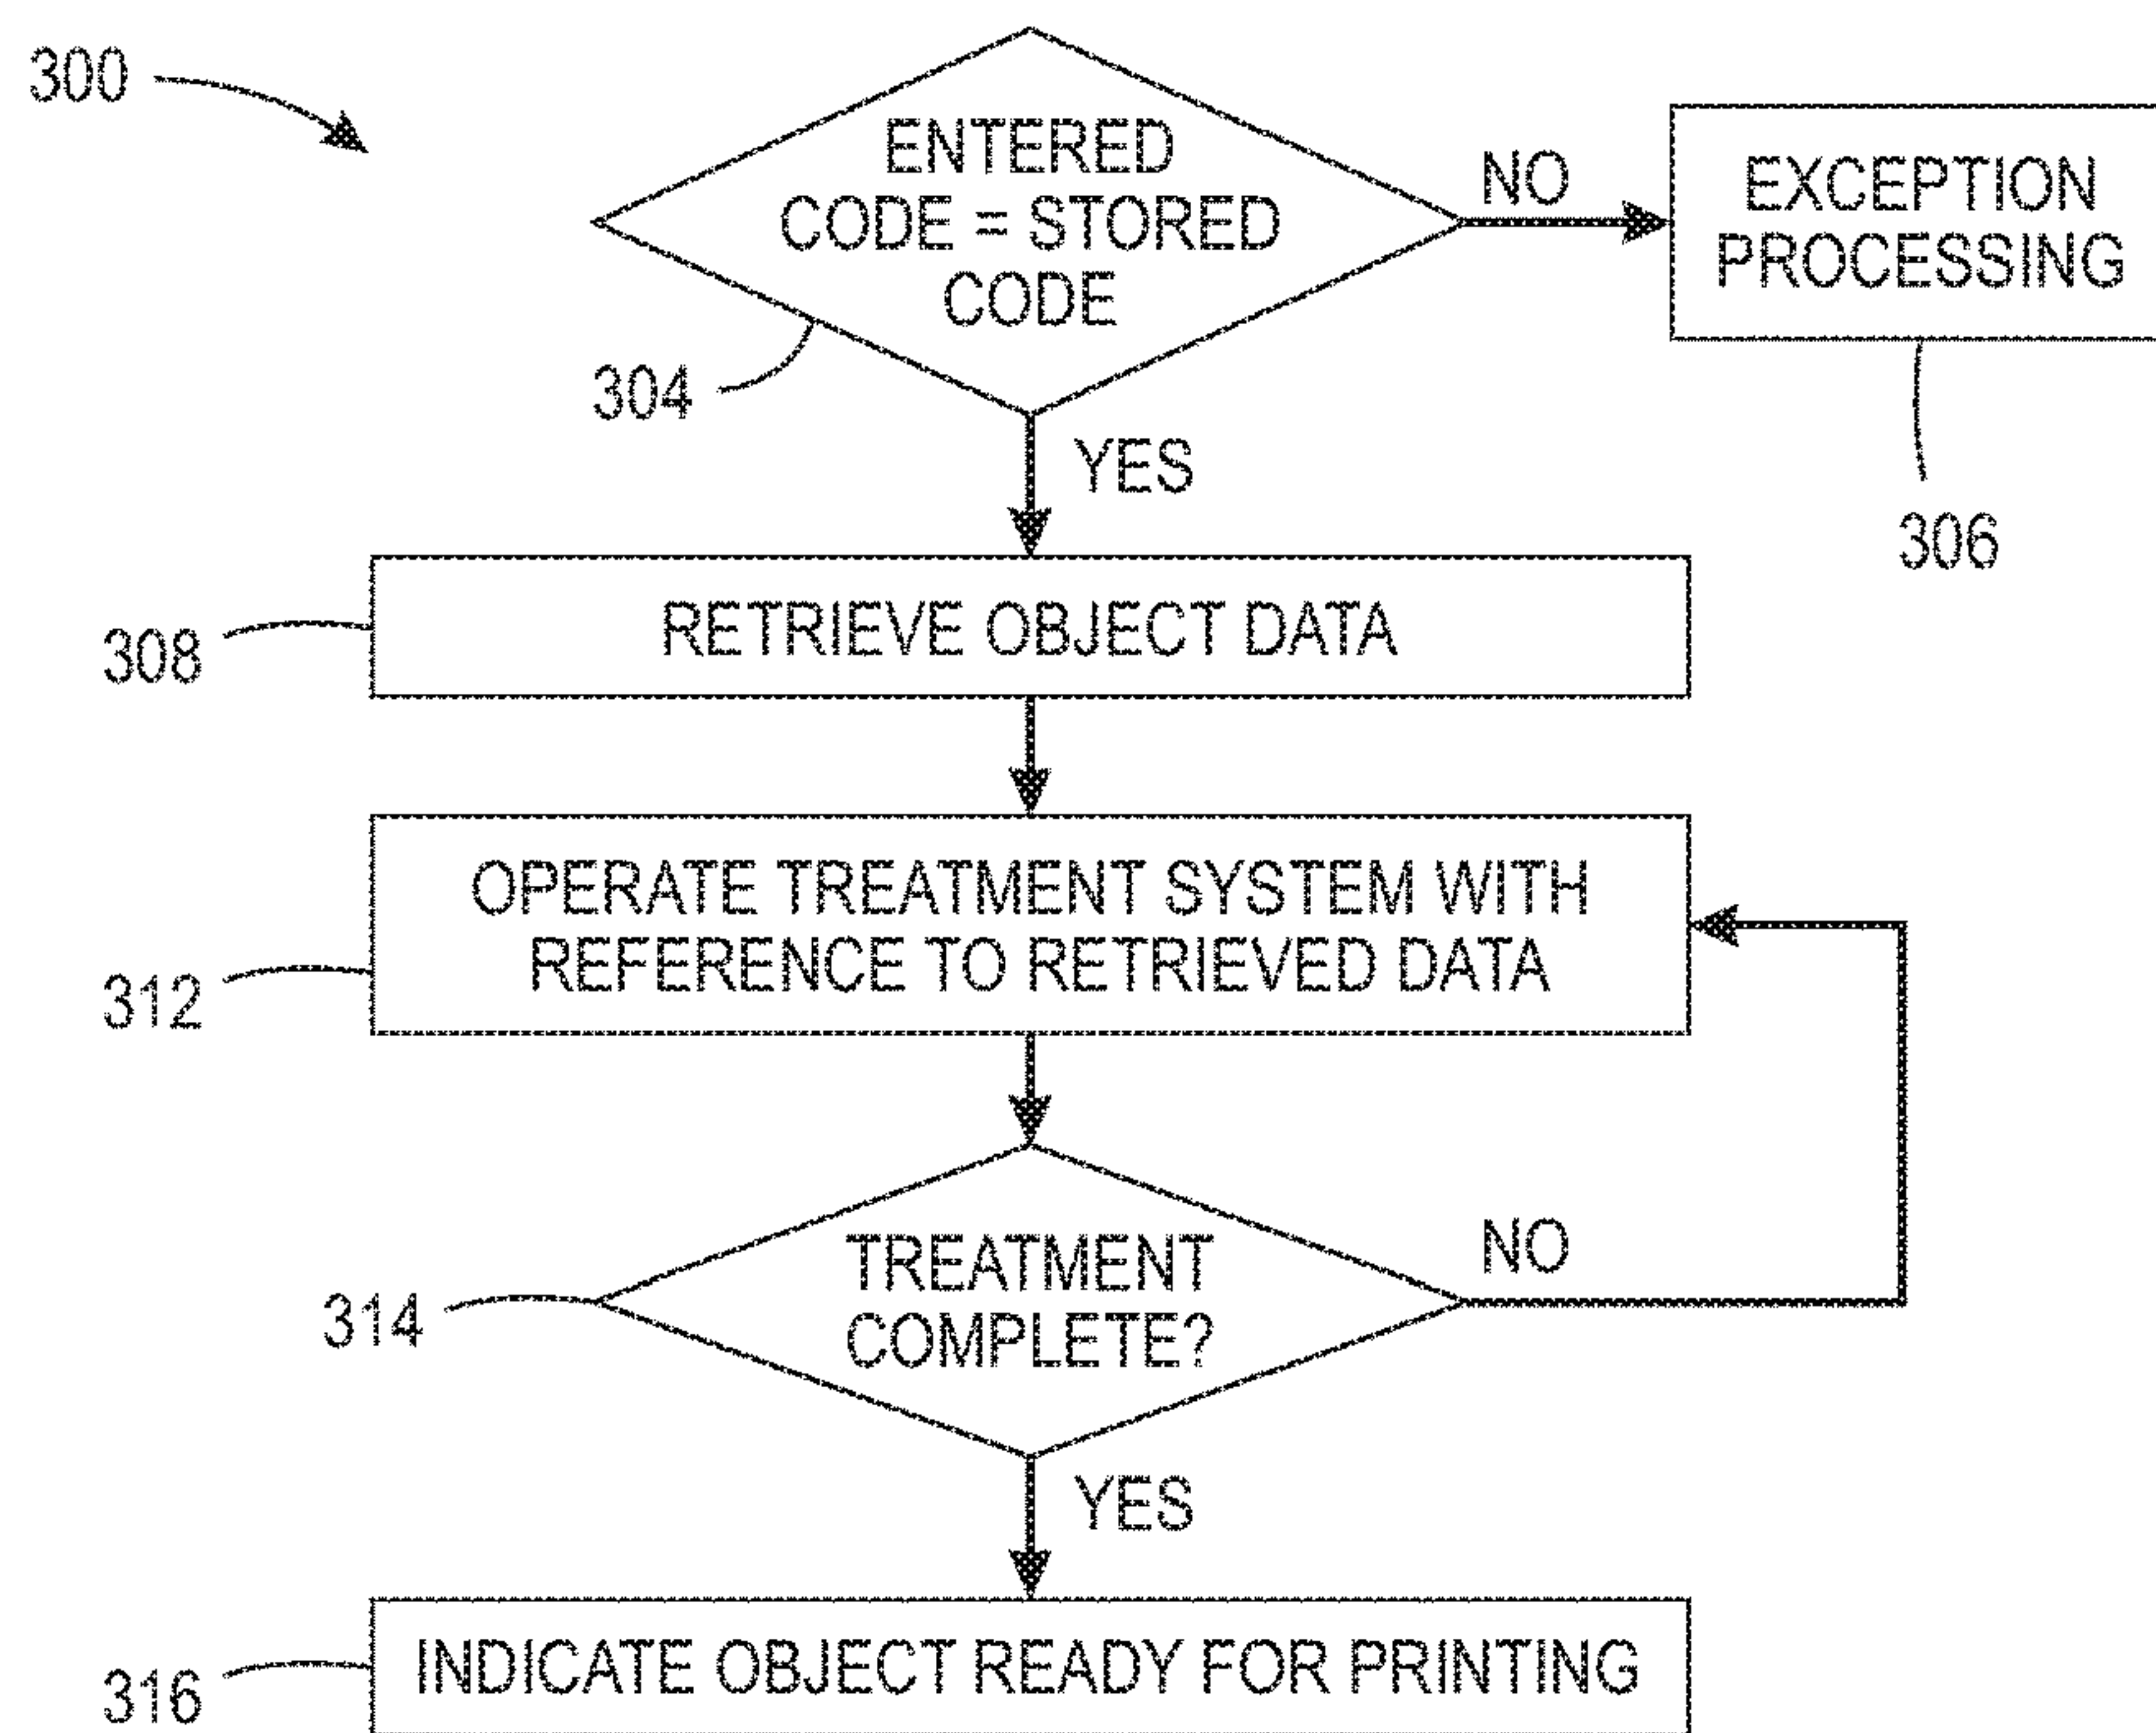 300
ENTERED
CODE = STORED
CODE
NO
EXCEPTION
PROCESSING
304
306
YES
308
RETRIEVE OBJECT DATA
312
OPERATE TREATMENT SYSTEM WITH
REFERENCE TO RETRIEVED DATA
314
TREATMENT
COMPLETE?
NO
YES
316
INDICATE OBJECT READY FOR PRINTING